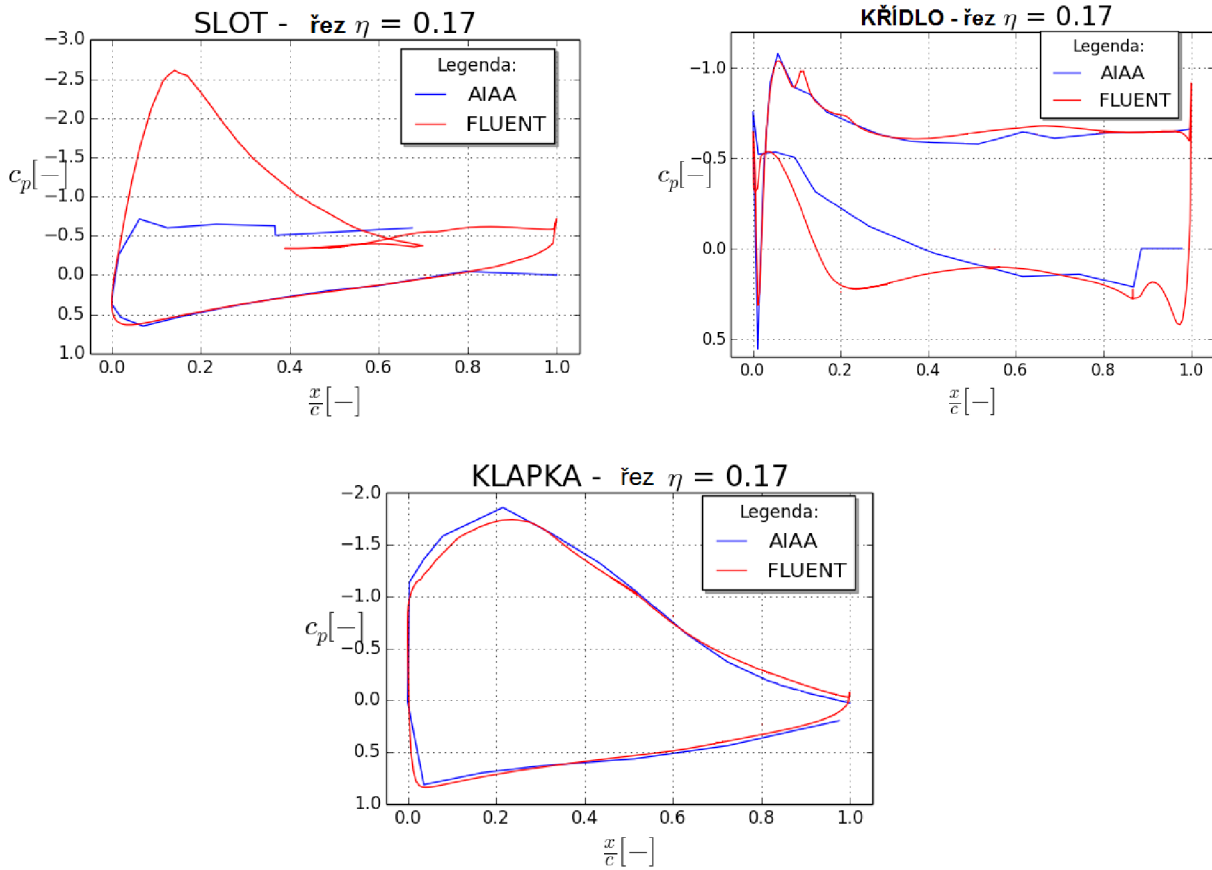 SLOT - řez η = 0.17
−3.0
−2.5
−2.0
−1.5
−1.0
−0.5
0.0
0.5
1.0
c_p[−]
0.0 0.2 0.4 0.6 0.8 1.0
x/c[−]
Legenda:
AIAA
FLUENT
KŘÍDLO - řez η = 0.17
−1.0
−0.5
0.0
0.5
c_p[−]
0.0 0.2 0.4 0.6 0.8 1.0
x/c[−]
Legenda:
AIAA
FLUENT
KLAPKA - řez η = 0.17
−2.0
−1.5
−1.0
−0.5
0.0
0.5
1.0
c_p[−]
0.0 0.2 0.4 0.6 0.8 1.0
x/c[−]
Legenda:
AIAA
FLUENT